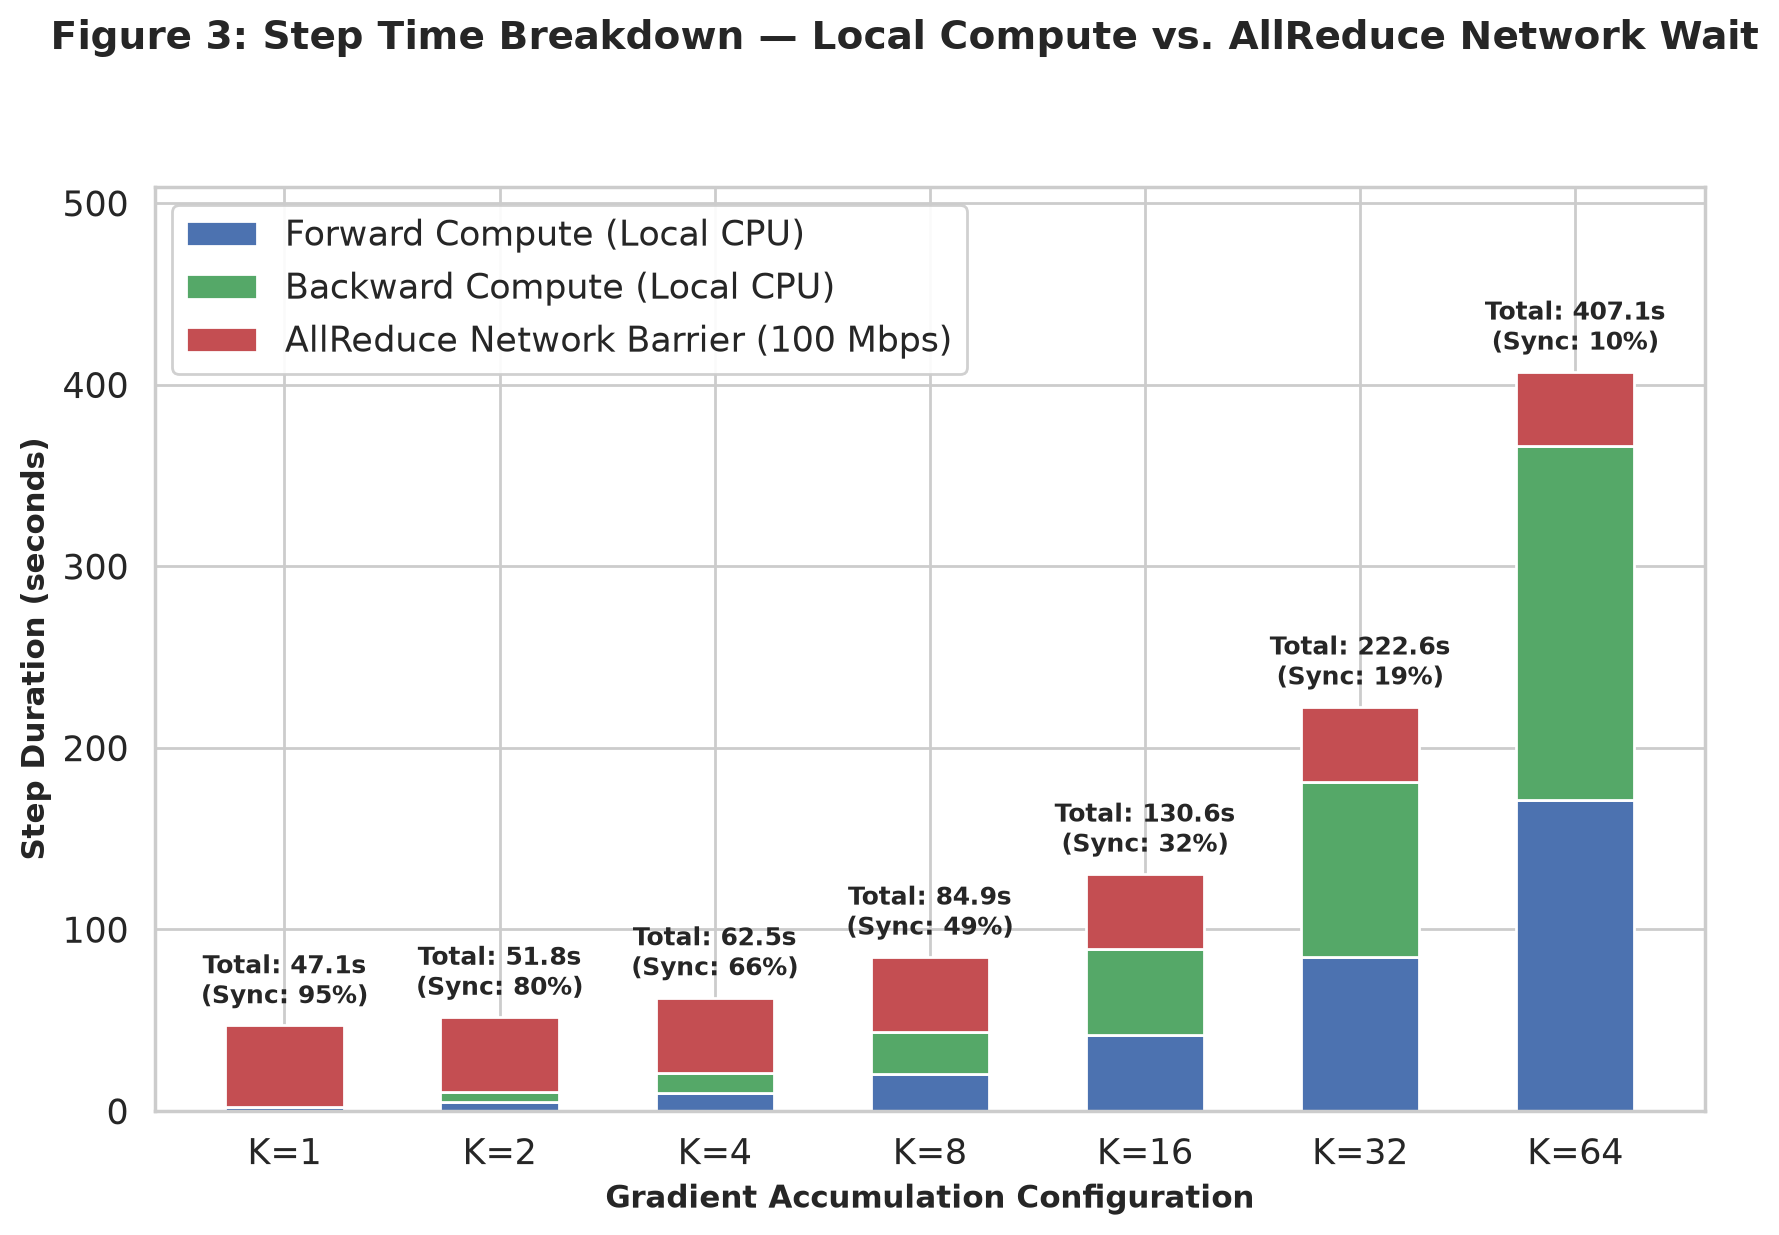 Figure 3: Step Time Breakdown — Local Compute vs. AllReduce Network Wait
500
400
300
200
100
0
Step Duration (seconds)
Forward Compute (Local CPU)
Backward Compute (Local CPU)
AllReduce Network Barrier (100 Mbps)
Total: 47.1s
(Sync: 95%)
Total: 51.8s
(Sync: 80%)
Total: 62.5s
(Sync: 66%)
Total: 84.9s
(Sync: 49%)
Total: 130.6s
(Sync: 32%)
Total: 222.6s
(Sync: 19%)
Total: 407.1s
(Sync: 10%)
K=1
K=2
K=4
K=8
K=16
K=32
K=64
Gradient Accumulation Configuration